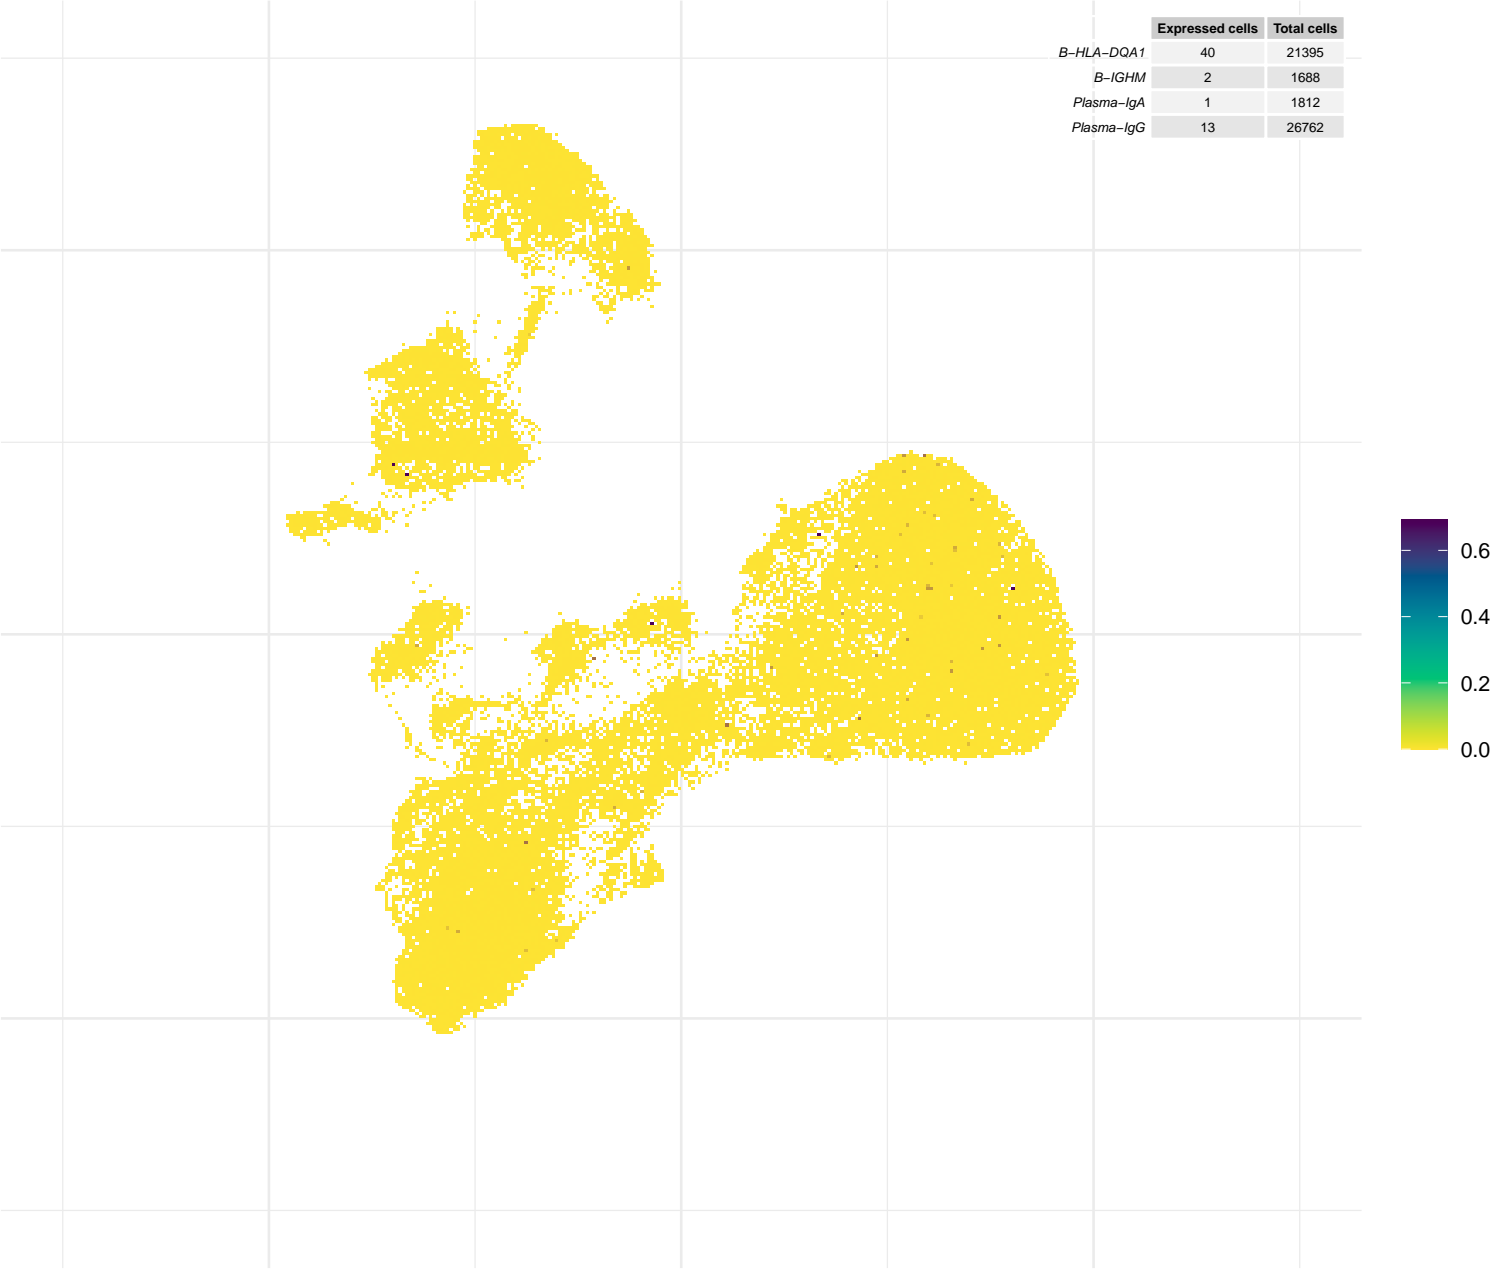 Expressed cells Total cells
B−HLA−DQA1 40 21395
B−IGHM 2 1688
Plasma−IgA 1 1812
Plasma−IgG 13 26762
0.6
0.4
0.2
0.0